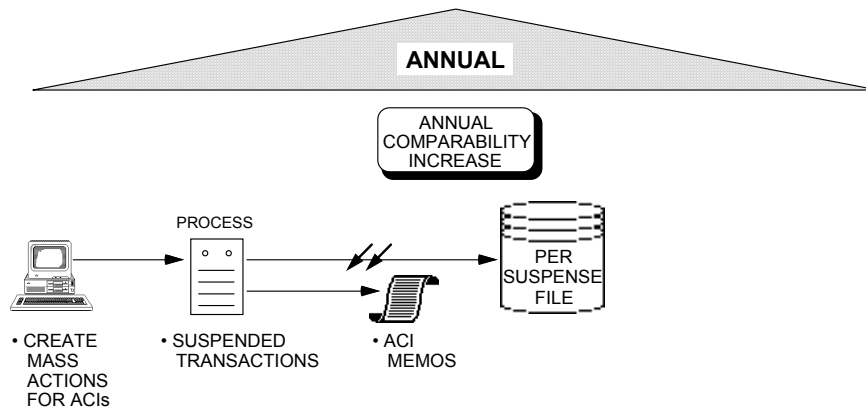 ANNUAL
ANNUAL
COMPARABILITY
INCREASE
PROCESS
PER
SUSPENSE
FILE
• CREATE
MASS
ACTIONS
FOR ACIs
• SUSPENDED
TRANSACTIONS
• ACI
MEMOS